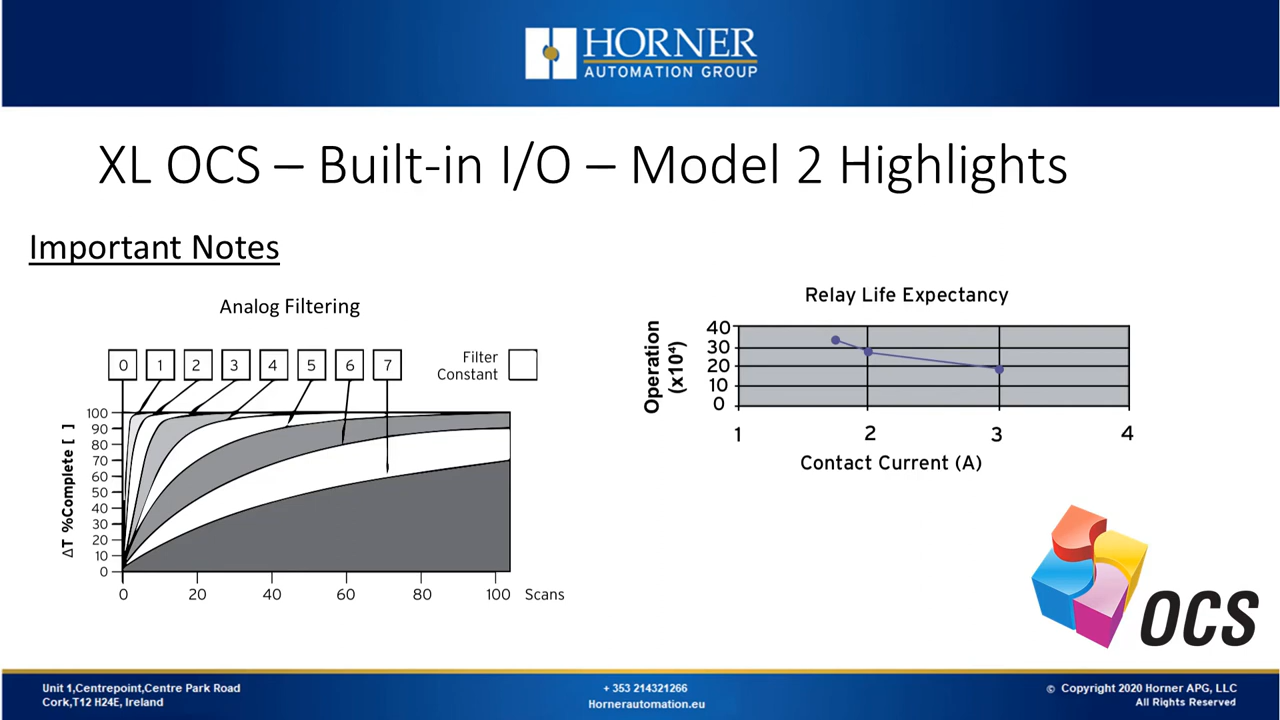 HORNER
AUTOMATION GROUP
XL OCS – Built-in I/O – Model 2 Highlights
Important Notes
Analog Filtering
0 1 2 3 4 5 6 7
Filter
Constant
100
90
80
70
60
50
40
30
20
10
0
ΔT %Complete [ ]
0 20 40 60 80 100 Scans
Relay Life Expectancy
Operation
(x10⁴)
40
30
20
10
0
1 2 3 4
Contact Current (A)
OCS
Unit 1,Centrepoint,Centre Park Road
Cork,T12 H24E, Ireland
+ 353 214321266
Hornerautomation.eu
© Copyright 2020 Horner APG, LLC
All Rights Reserved